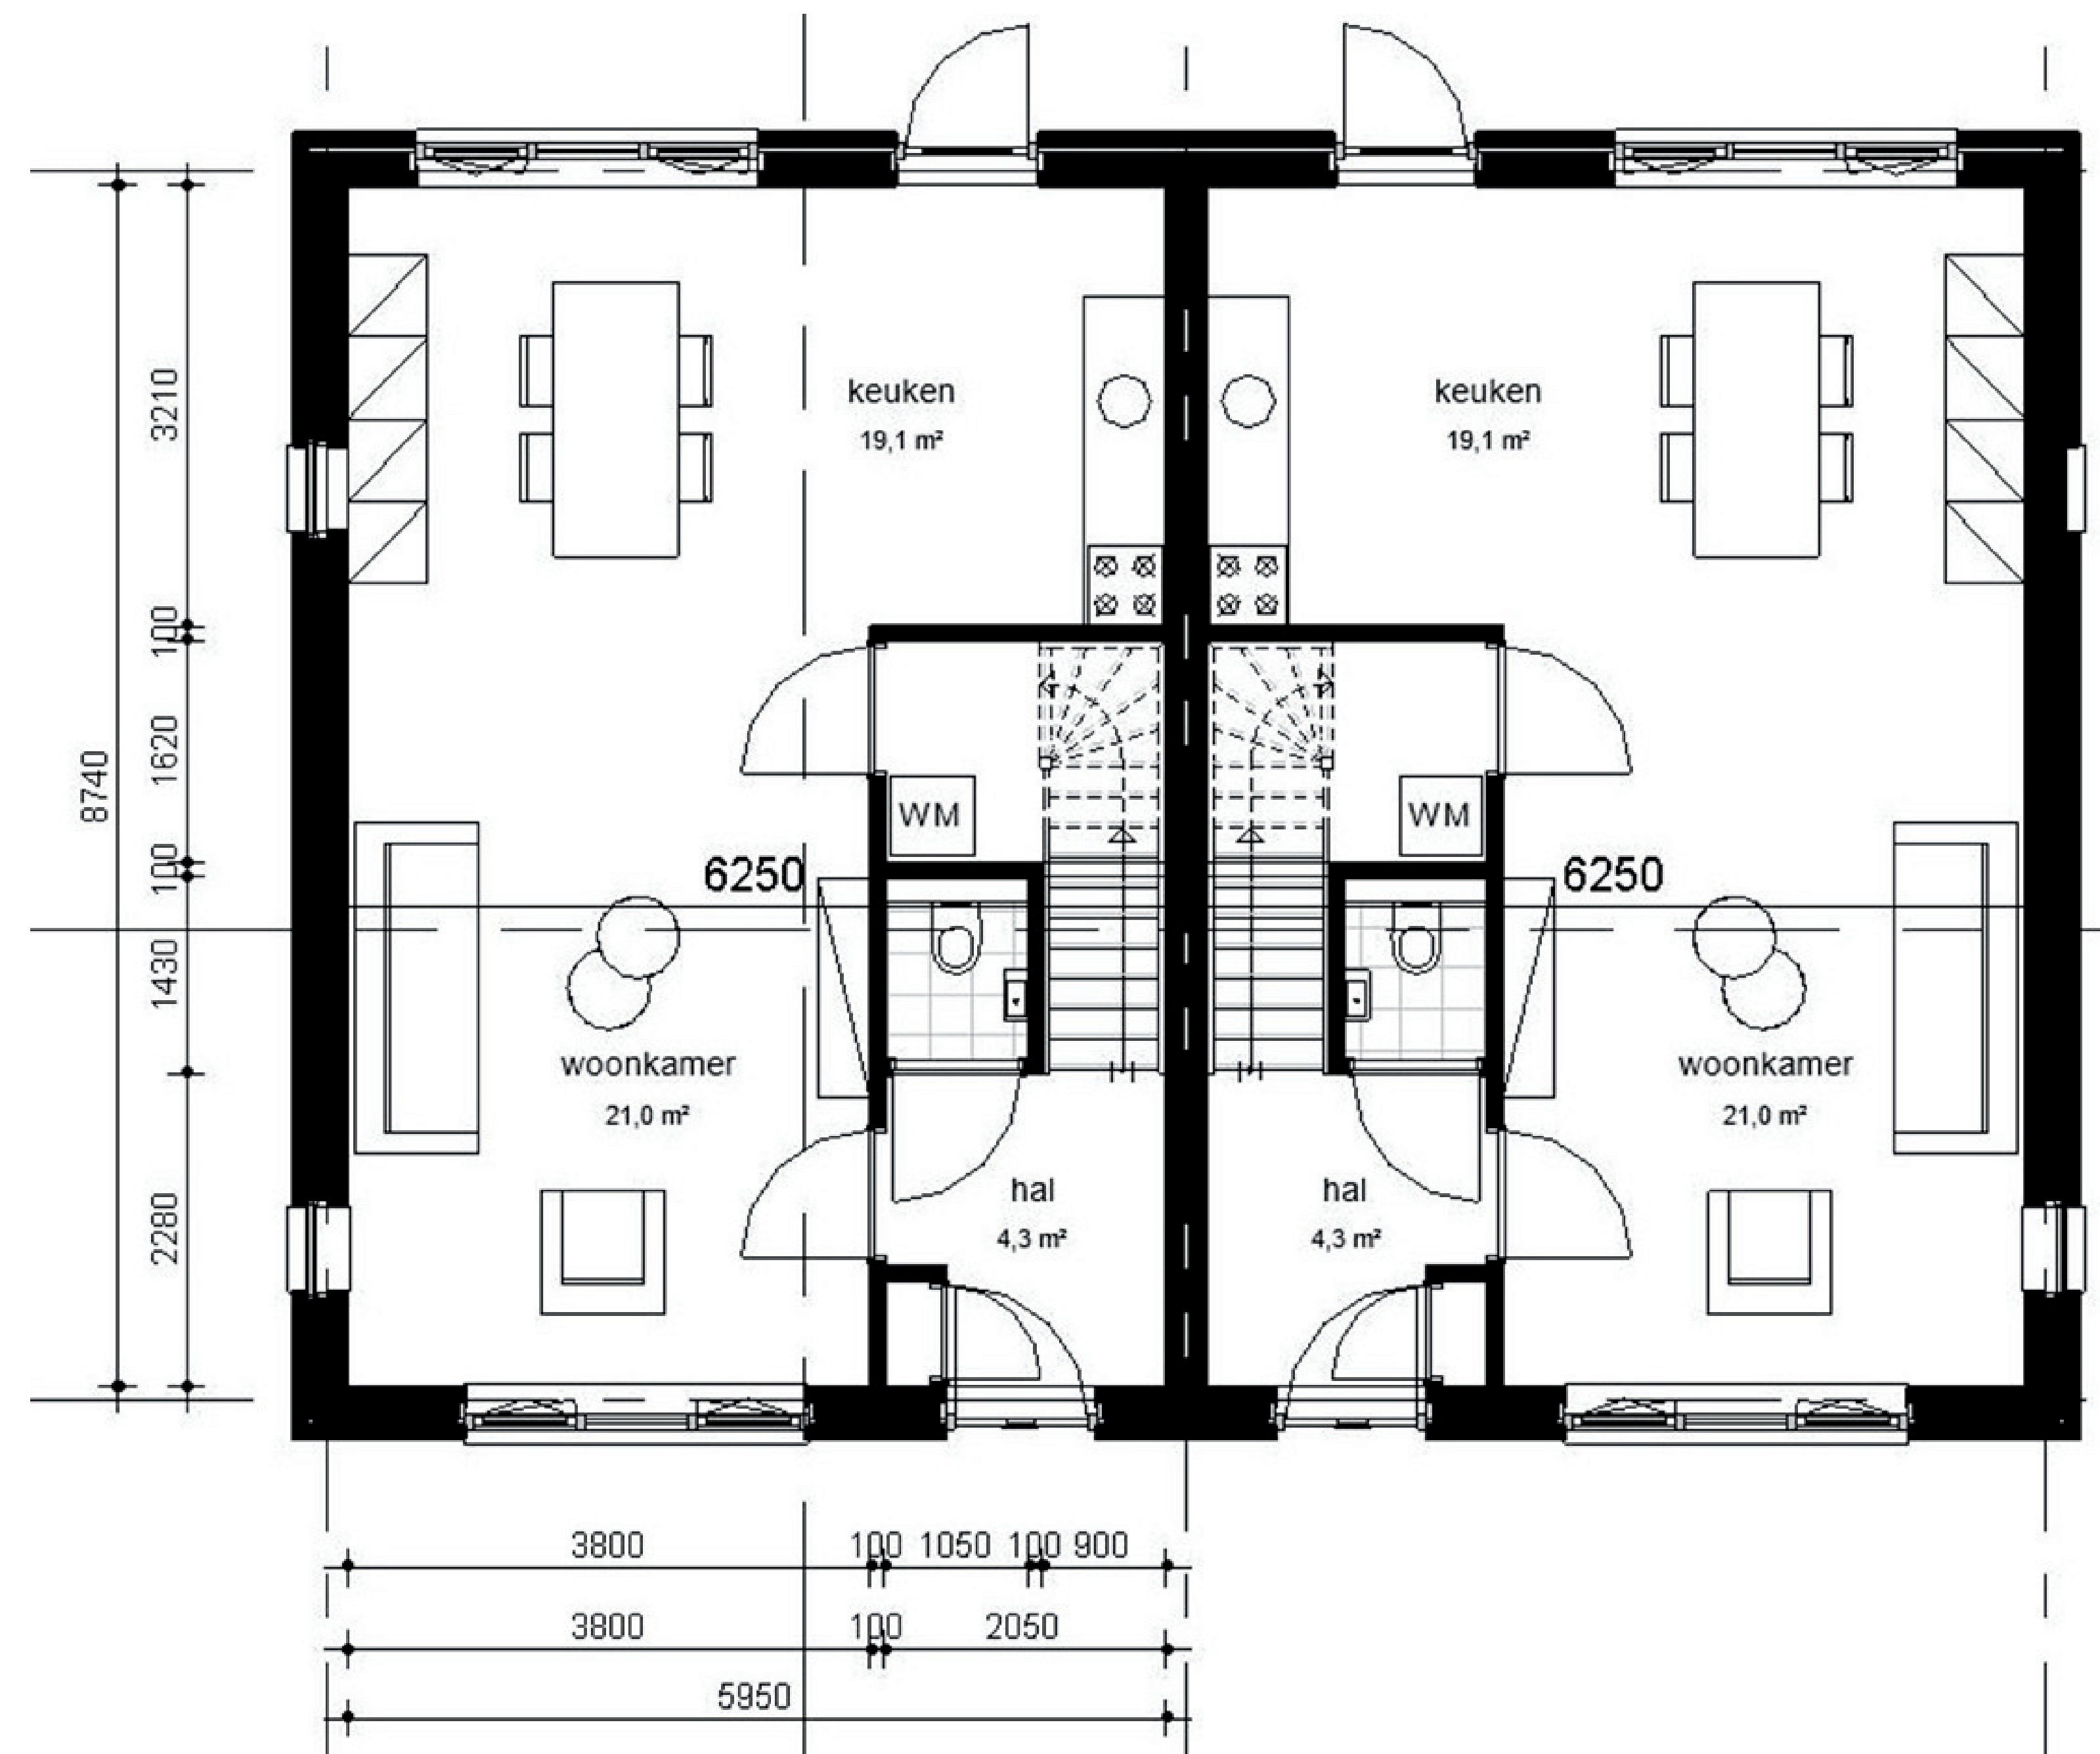 keuken
19,1 m²
keuken
19,1 m²
3210
100
1620
8740
100
1430
2280
WM
WM
6250
6250
woonkamer
21,0 m²
woonkamer
21,0 m²
hal
4,3 m²
hal
4,3 m²
3800 100 1050 100 900
3800 100 2050
5950